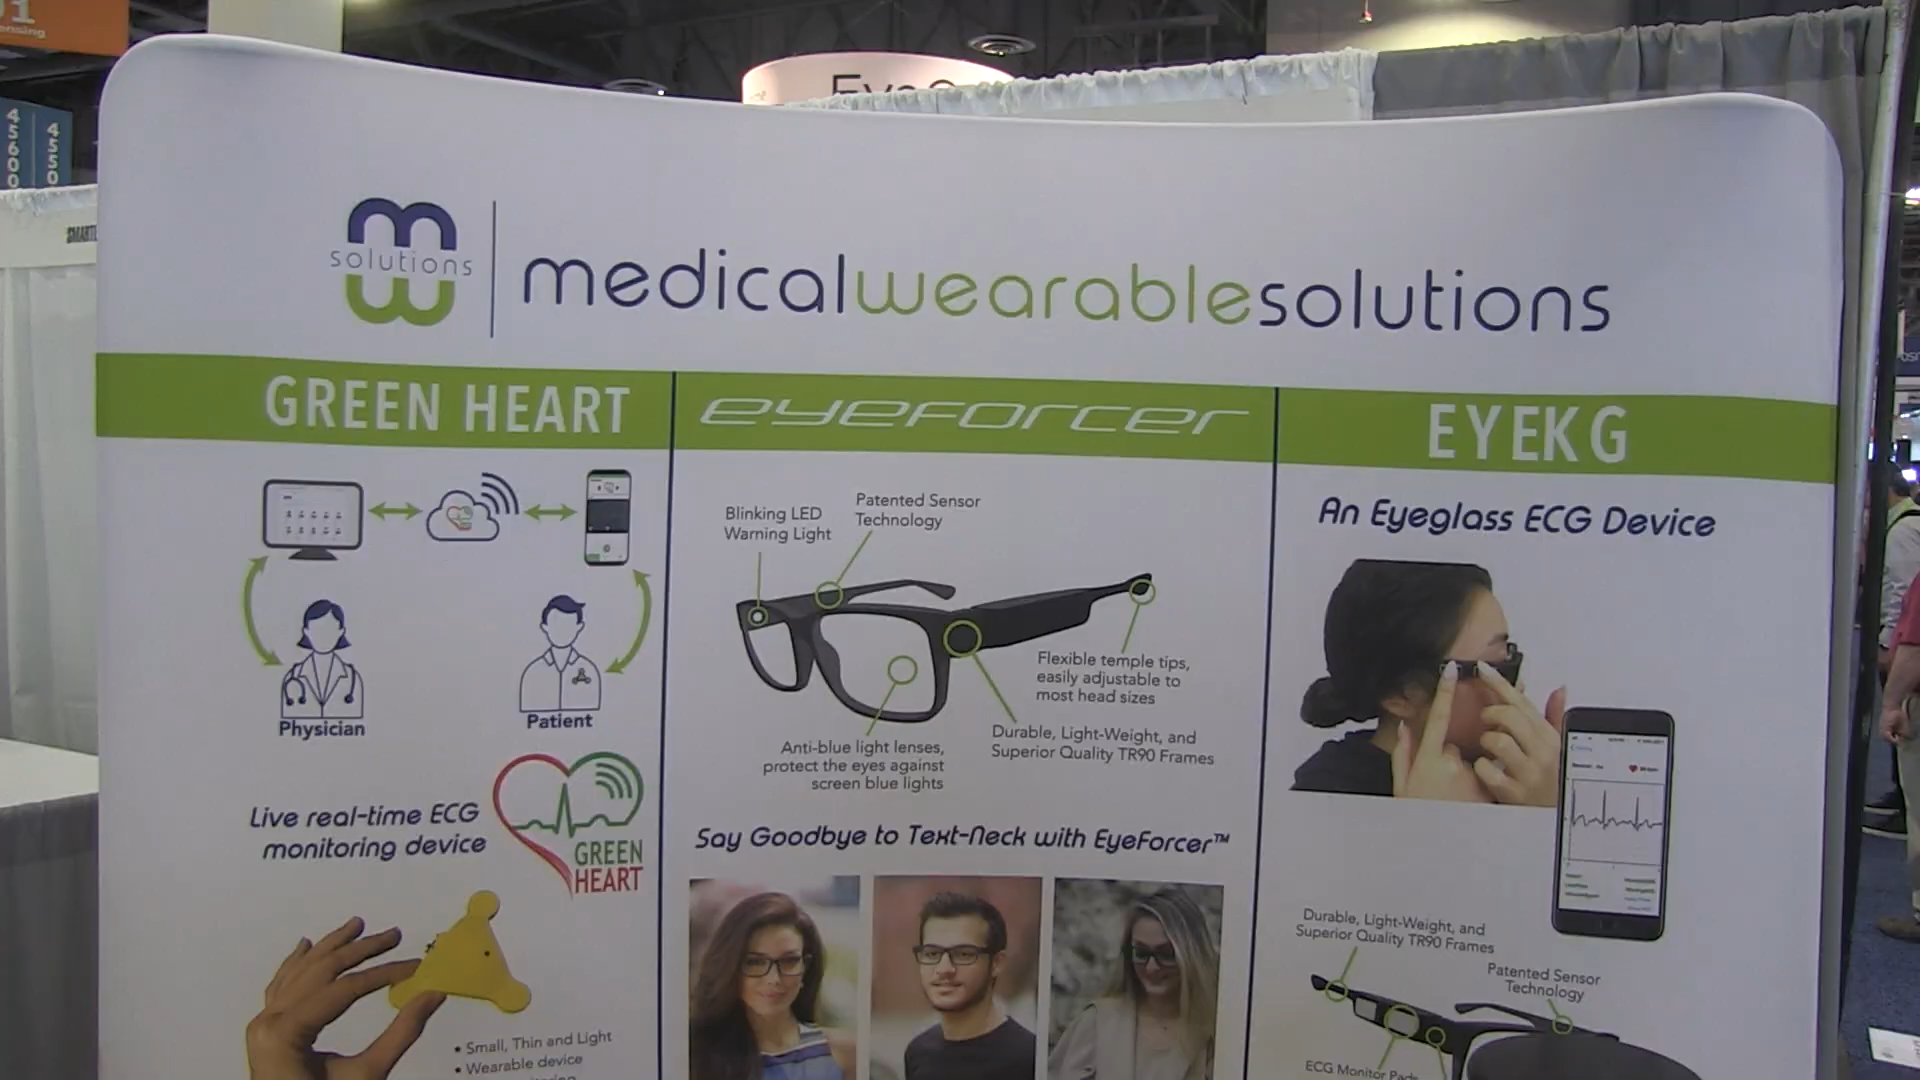 4560
4550
m
solutions
w
medicalwearablesolutions
GREEN HEART
eyeforcer
EYEKG
Physician
Patient
Live real-time ECG
monitoring device
GREEN
HEART
• Small, Thin and Light
• Wearable device
Blinking LED
Warning Light
Patented Sensor
Technology
Flexible temple tips,
easily adjustable to
most head sizes
Durable, Light-Weight, and
Superior Quality TR90 Frames
Anti-blue light lenses,
protect the eyes against
screen blue lights
Say Goodbye to Text-Neck with EyeForcer™
An Eyeglass ECG Device
Durable, Light-Weight, and
Superior Quality TR90 Frames
Patented Sensor
Technology
ECG Monitor Pads